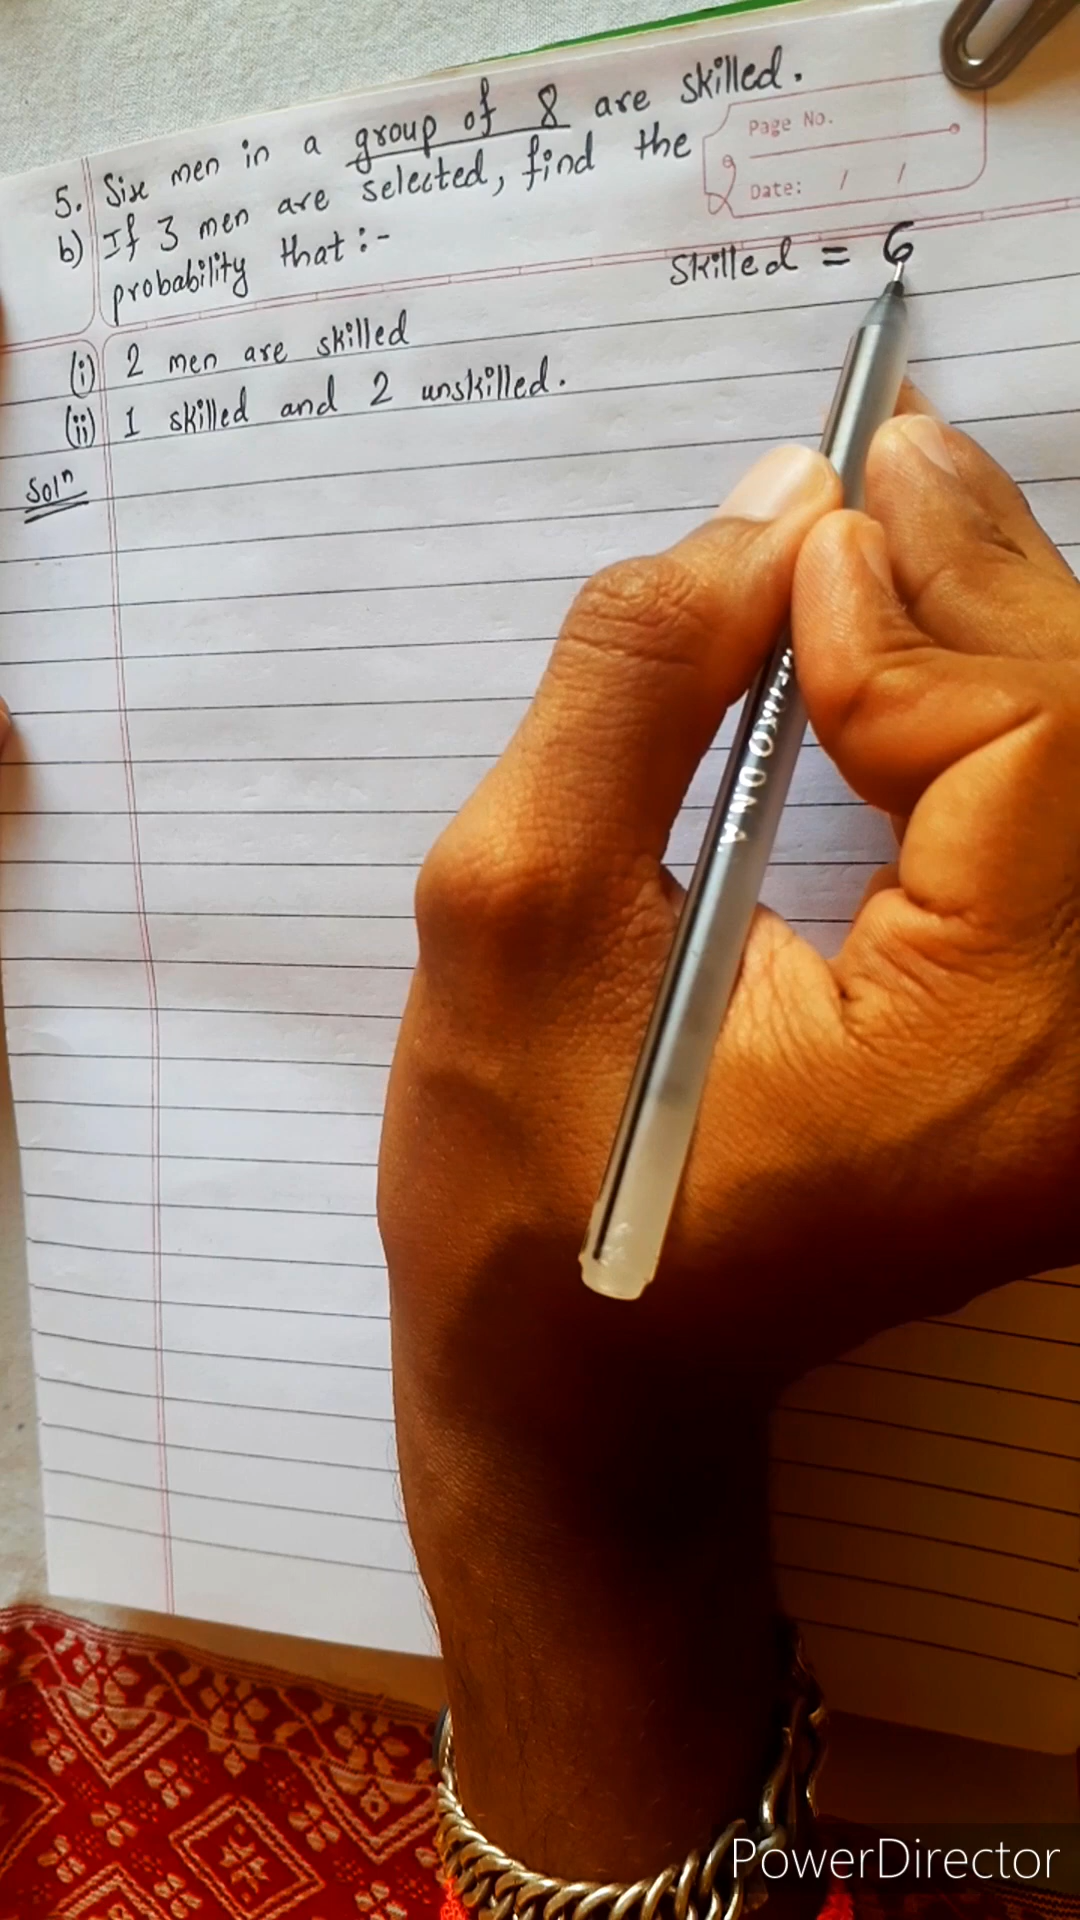 5. Six men in a group of 8 are skilled.
b) If 3 men are selected, find the
probability that :-
Page No.
Date: / /
Skilled = 6
(i) 2 men are skilled
(ii) 1 skilled and 2 unskilled.
Solⁿ
D.N.A.
PowerDirector